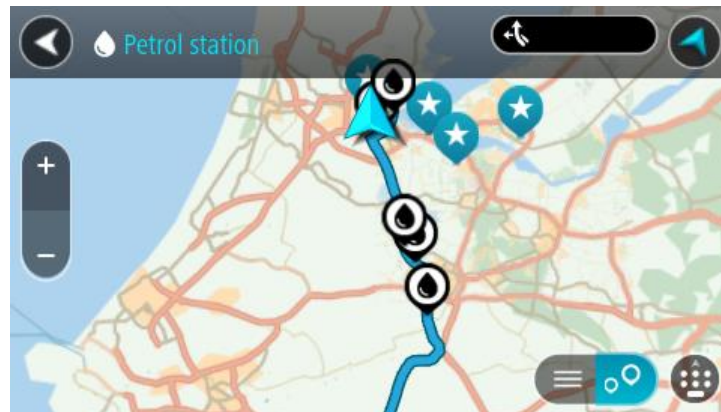 Petrol station
+
–